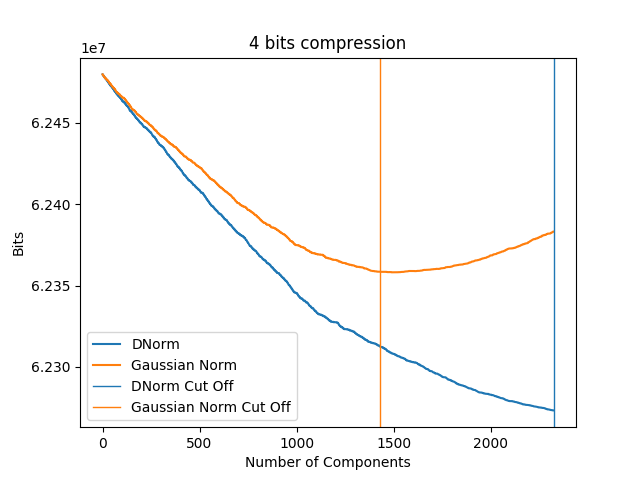 4 bits compression
1e7
6.245
6.240
6.235
6.230
Bits
DNorm
Gaussian Norm
DNorm Cut Off
Gaussian Norm Cut Off
0 500 1000 1500 2000
Number of Components